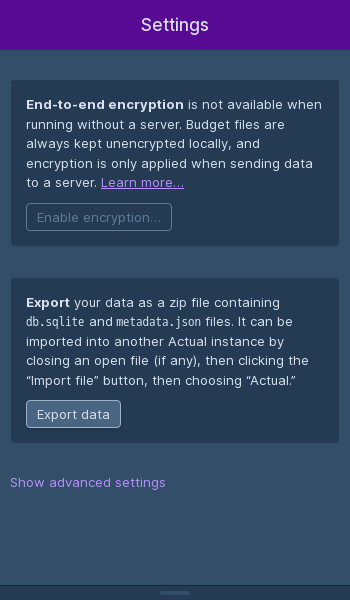 Settings
End-to-end encryption is not available when
running without a server. Budget files are
always kept unencrypted locally, and
encryption is only applied when sending data
to a server. Learn more…
Enable encryption…
Export your data as a zip file containing
db.sqlite and metadata.json files. It can be
imported into another Actual instance by
closing an open file (if any), then clicking the
“Import file” button, then choosing “Actual.”
Export data
Show advanced settings